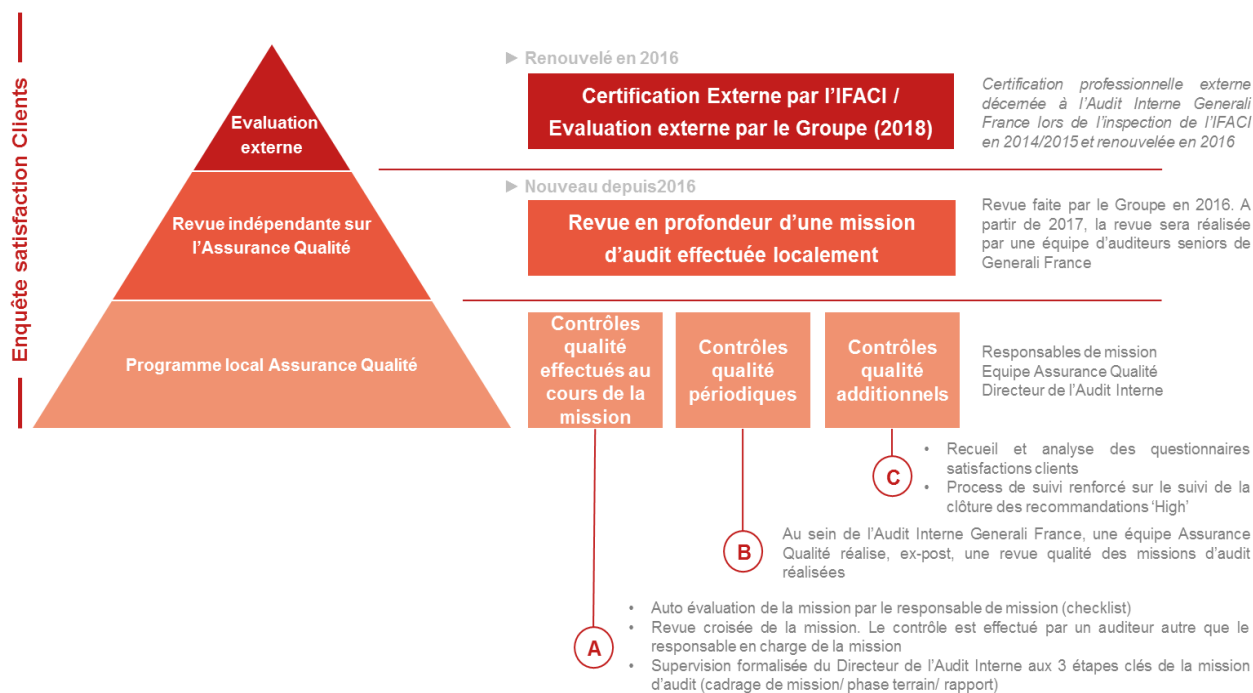 Enquête satisfaction Clients
Evaluation
externe
Revue indépendante sur
l'Assurance Qualité
Programme local Assurance Qualité
► Renouvelé en 2016
Certification Externe par l'IFACI /
Evaluation externe par le Groupe (2018)
Certification professionnelle externe
décernée à l'Audit Interne Generali
France lors de l'inspection de l'IFACI
en 2014/2015 et renouvelée en 2016
► Nouveau depuis2016
Revue en profondeur d'une mission
d'audit effectuée localement
Revue faite par le Groupe en 2016. A
partir de 2017, la revue sera réalisée
par une équipe d'auditeurs seniors de
Generali France
Contrôles
qualité
effectués au
cours de la
mission
Contrôles
qualité
périodiques
Contrôles
qualité
additionnels
Responsables de mission
Equipe Assurance Qualité
Directeur de l'Audit Interne
C
• Recueil et analyse des questionnaires
satisfactions clients
• Process de suivi renforcé sur le suivi de la
clôture des recommandations 'High'
B
Au sein de l'Audit Interne Generali France, une équipe Assurance
Qualité réalise, ex-post, une revue qualité des missions d'audit
réalisées
A
• Auto évaluation de la mission par le responsable de mission (checklist)
• Revue croisée de la mission. Le contrôle est effectué par un auditeur autre que le
responsable en charge de la mission
• Supervision formalisée du Directeur de l'Audit Interne aux 3 étapes clés de la mission
d'audit (cadrage de mission/ phase terrain/ rapport)